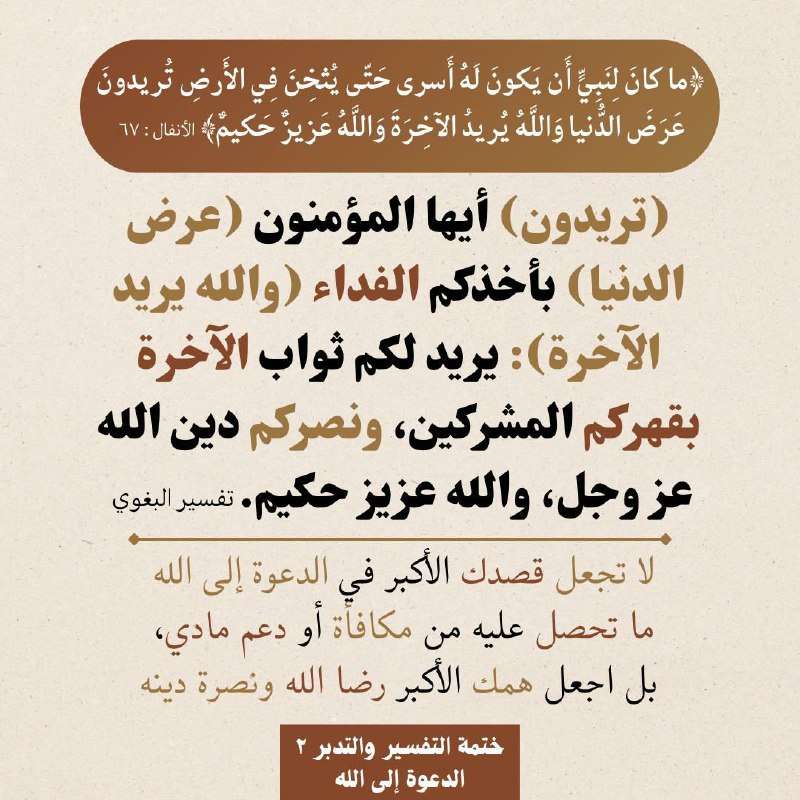 ﴿ما كانَ لِنَبِيٍّ أَن يَكونَ لَهُ أَسرى حَتّى يُثخِنَ فِي الأَرضِ تُريدونَ
عَرَضَ الدُّنيا وَاللَّهُ يُريدُ الآخِرَةَ وَاللَّهُ عَزيزٌ حَكيمٌ﴾ الأنفال: ٦٧
(تريدون) أيها المؤمنون (عرض
الدنيا) بأخذكم الفداء (والله يريد
الآخرة): يريد لكم ثواب الآخرة
بقهركم المشركين، ونصركم دين الله
عز وجل، والله عزيز حكيم. تفسير البغوي
لا تجعل قصدك الأكبر في الدعوة إلى الله
ما تحصل عليه من مكافأة أو دعم مادي،
بل اجعل همك الأكبر رضا الله ونصرة دينه
ختمة التفسير والتدبر ٢
الدعوة إلى الله